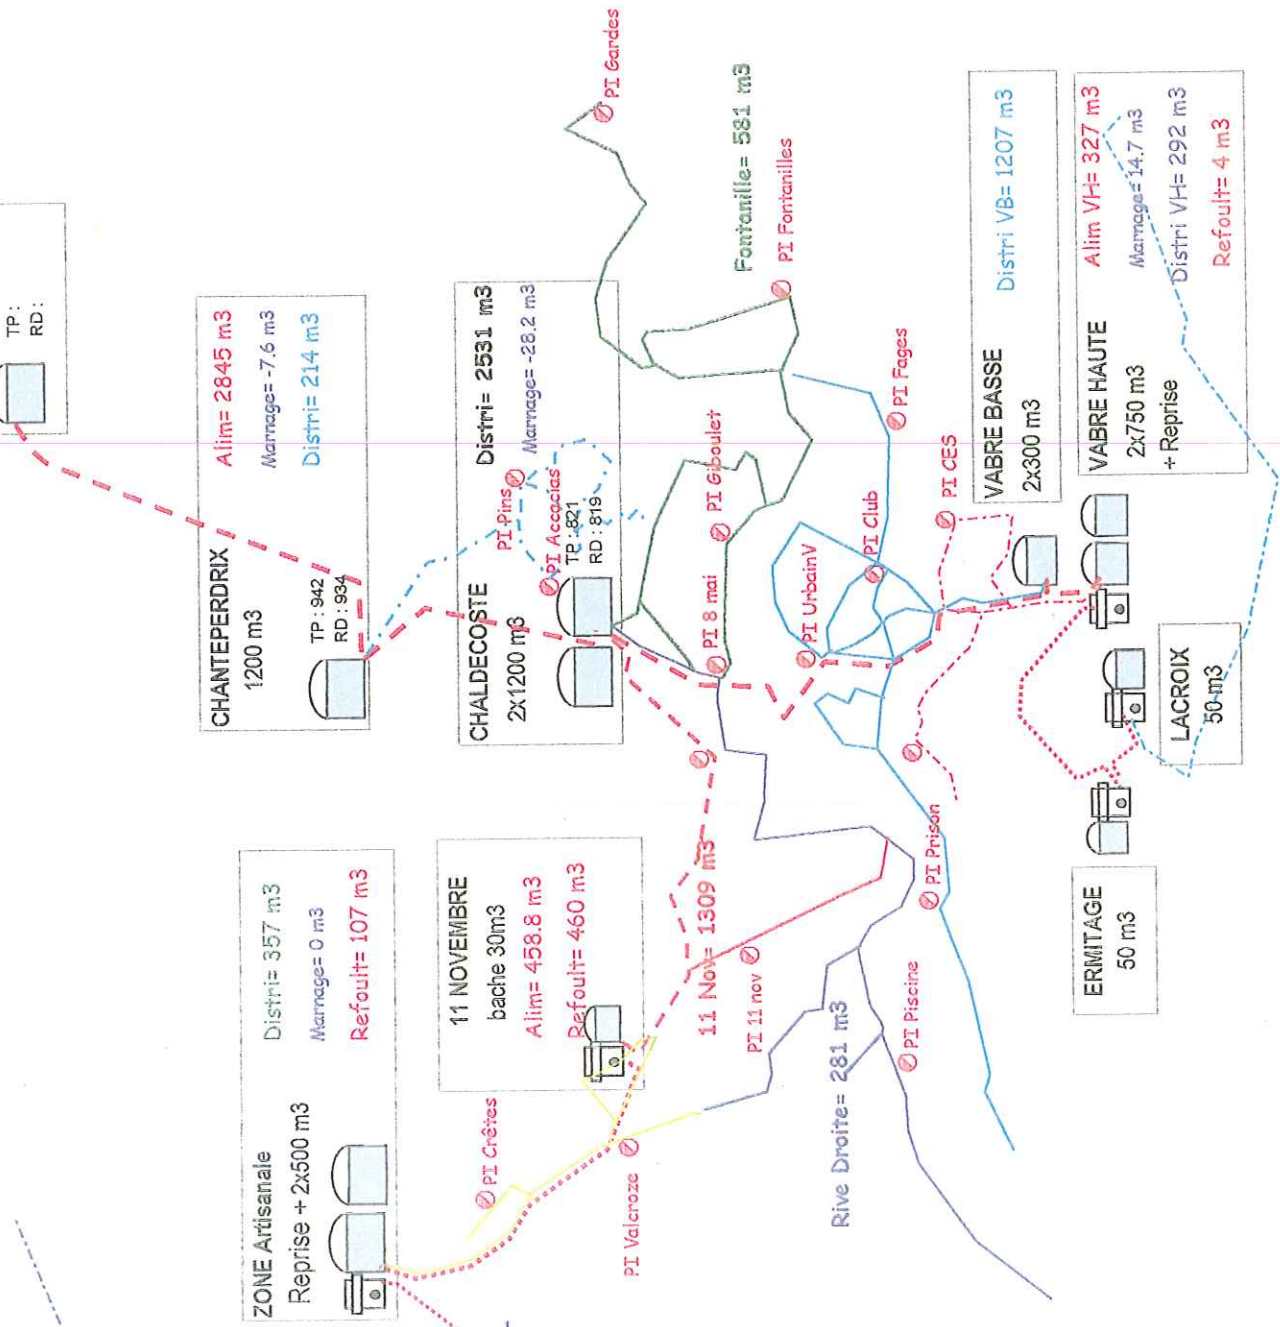 TP :
RD :
CHANTEPERDRIX
1200 m3
Alim= 2845 m3
Marnage=-7.6 m3
Distri= 214 m3
TP : 942
RD : 934
CHALDECOSTE
2x1200 m3
Distri= 2531 m3
Marnage= -28.2 m3
PI Pins
PI Accacias
TP : 821
RD : 819
ZONE Artisanale
Reprise + 2x500 m3
Distri= 357 m3
Marnage= 0 m3
Refoult= 107 m3
11 NOVEMBRE
bache 30m3
Alim= 458.8 m3
Refoult= 460 m3
PI Gardes
Fontanille= 581 m3
PI Fontanilles
PI Giboulet
PI 8 mai
PI Fages
PI Club
PI UrbainV
PI CES
11 Nov= 1309 m3
PI 11 nov
PI Crêtes
PI Valcroze
Rive Droite= 281 m3
PI Piscine
PI Prison
VABRE BASSE
2x300 m3
Distri VB= 1207 m3
VABRE HAUTE
2x750 m3
+ Reprise
Alim VH= 327 m3
Marnage=14.7 m3
Distri VH= 292 m3
Refoult= 4 m3
LACROIX
50 m3
ERMITAGE
50 m3